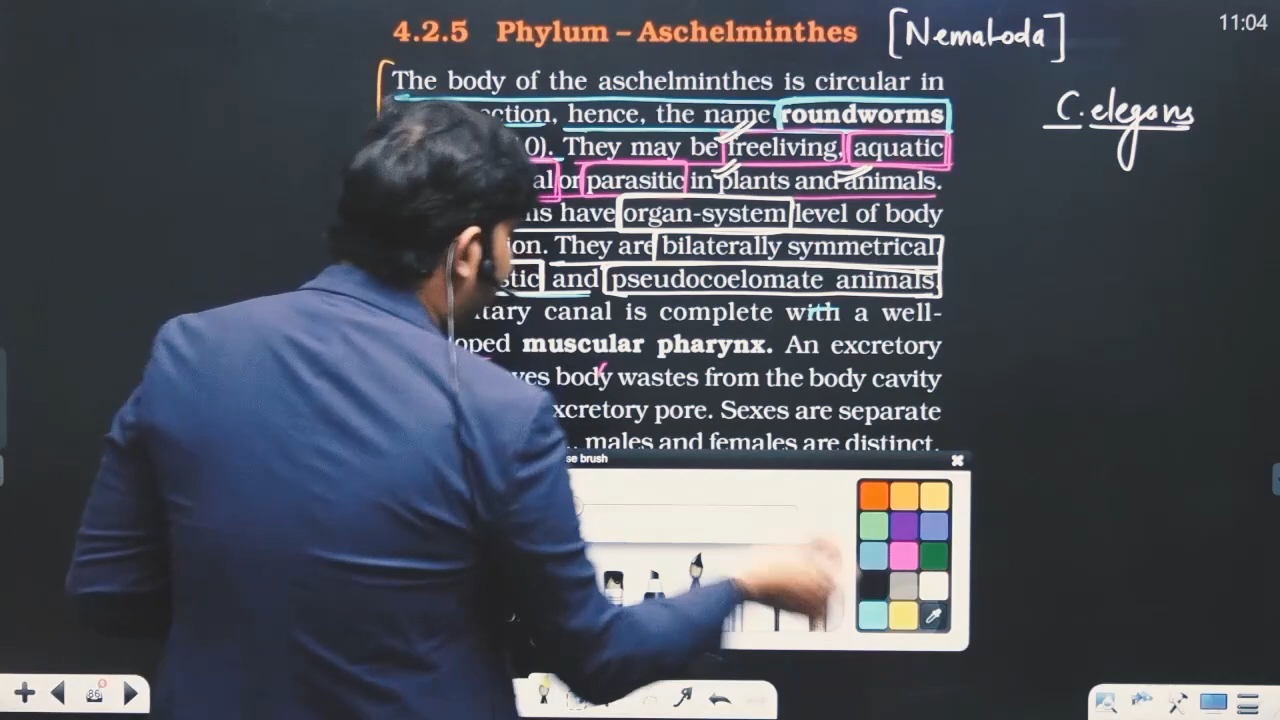 4.2.5 Phylum – Aschelminthes [Nematoda]
11:04
The body of the aschelminthes is circular in
ction, hence, the name roundworms
C. elegans
0). They may be freeliving, aquatic
al or parasitic in plants and animals.
ns have organ-system level of body
ion. They are bilaterally symmetrical,
stic and pseudocoelomate animals.
tary canal is complete with a well-
oped muscular pharynx. An excretory
ves body wastes from the body cavity
xcretory pore. Sexes are separate
males and females are distinct.
se brush
86